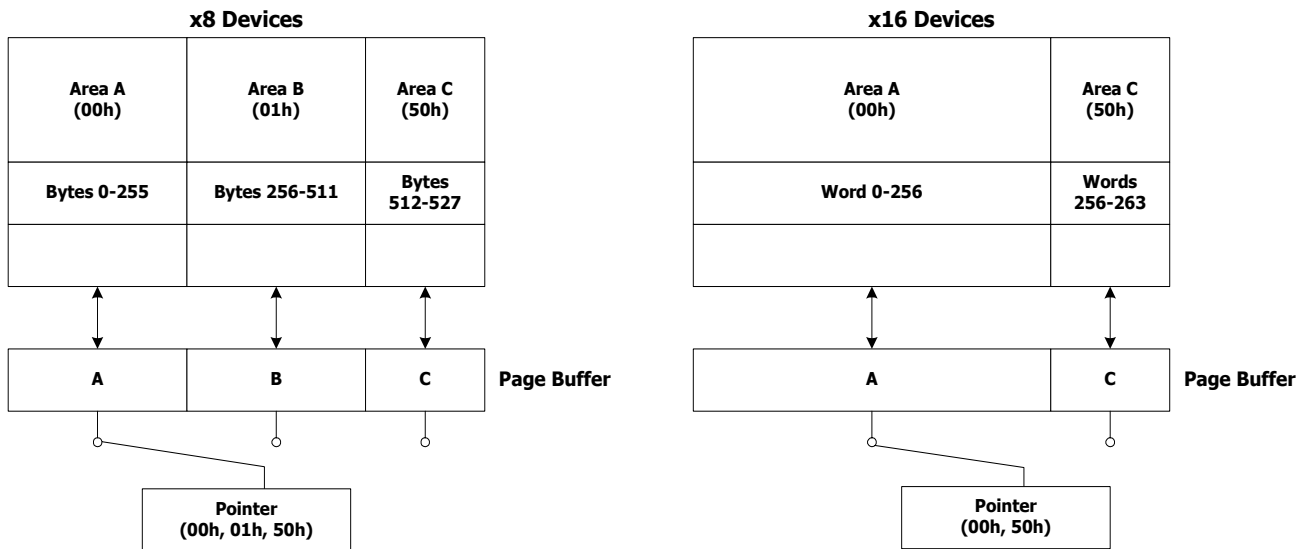 x8 Devices
Area A
(00h)
Area B
(01h)
Area C
(50h)
Bytes 0-255
Bytes 256-511
Bytes
512-527
A
B
C
Page Buffer
Pointer
(00h, 01h, 50h)
x16 Devices
Area A
(00h)
Area C
(50h)
Word 0-256
Words
256-263
A
C
Page Buffer
Pointer
(00h, 50h)